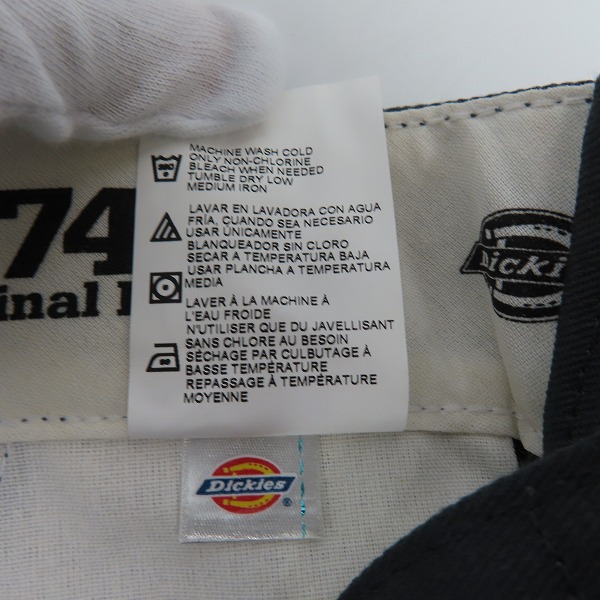 MACHINE WASH COLD
ONLY NON-CHLORINE
BLEACH WHEN NEEDED
TUMBLE DRY LOW
MEDIUM IRON
LAVAR EN LAVADORA CON AGUA
FRÍA, CUANDO SEA NECESARIO
USAR ÚNICAMENTE
BLANQUEADOR SIN CLORO
SECAR A TEMPERATURA BAJA
USAR PLANCHA A TEMPERATURA
MEDIA
LAVER À LA MACHINE À
L'EAU FROIDE
N'UTILISER QUE DU JAVELLISANT
SANS CHLORE AU BESOIN
SÉCHAGE PAR CULBUTAGE À
BASSE TEMPÉRATURE
REPASSAGE À TEMPÉRATURE
MOYENNE
74
inal
Dickies
Dickies
®